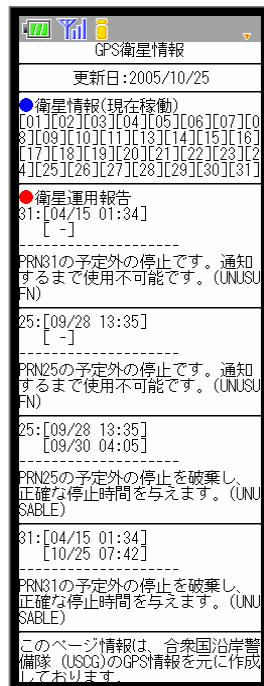 GPS衛星情報
更新日:2005/10/25
●衛星情報(現在稼働)
[01][02][03][04][05][06][07][0
8][09][10][11][13][14][15][16]
[17][18][19][20][21][22][23][2
4][25][26][27][28][29][30][31]
●衛星運用報告
31:[04/15 01:34]
[ -]
-------------------
PRN31の予定外の停止です。通知
するまで使用不可能です。(UNUSU
FN)
25:[09/28 13:35]
[ -]
-------------------
PRN25の予定外の停止です。通知
するまで使用不可能です。(UNUSU
FN)
25:[09/28 13:35]
[09/30 04:05]
-------------------
PRN25の予定外の停止を破棄し、
正確な停止時間を与えます。(UNU
SABLE)
31:[04/15 01:34]
[10/25 07:42]
-------------------
PRN31の予定外の停止を破棄し、
正確な停止時間を与えます。(UNU
SABLE)
このページ情報は、合衆国沿岸警
備隊 (USCG)のGPS情報を元に作成
しております.